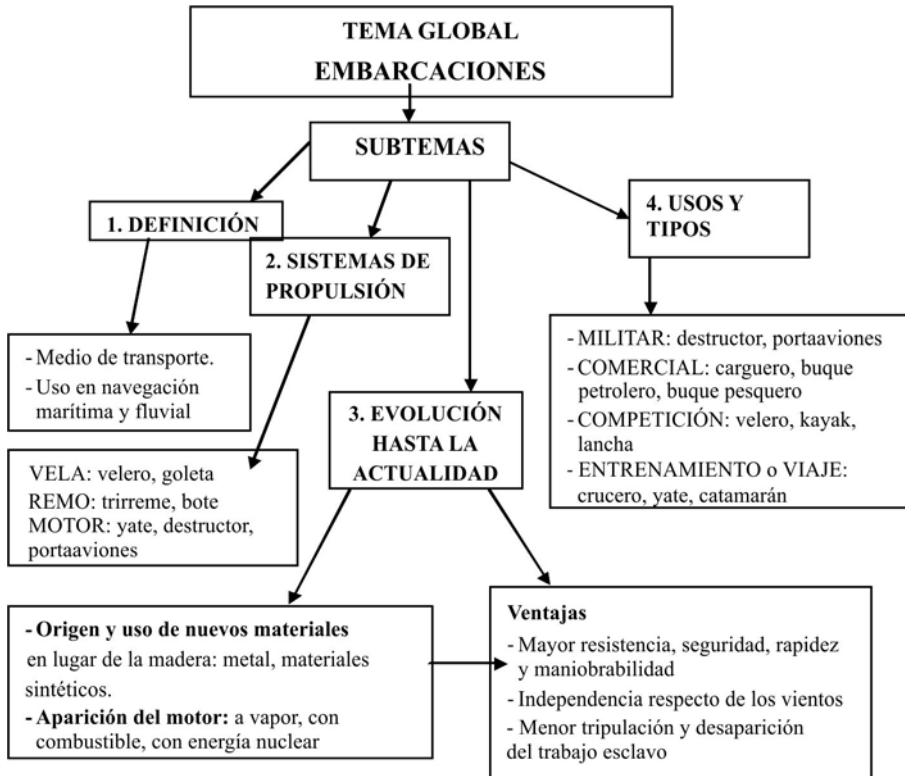 TEMA GLOBAL
EMBARCACIONES
SUBTEMAS
1. DEFINICIÓN
- Medio de transporte.
- Uso en navegación
marítima y fluvial
2. SISTEMAS DE
PROPULSIÓN
VELA: velero, goleta
REMO: trirreme, bote
MOTOR: yate, destructor,
portaaviones
3. EVOLUCIÓN
HASTA LA
ACTUALIDAD
- Origen y uso de nuevos materiales
en lugar de la madera: metal, materiales
sintéticos.
- Aparición del motor: a vapor, con
combustible, con energía nuclear
Ventajas
- Mayor resistencia, seguridad, rapidez
y maniobrabilidad
- Independencia respecto de los vientos
- Menor tripulación y desaparición
del trabajo esclavo
4. USOS Y
TIPOS
- MILITAR: destructor, portaaviones
- COMERCIAL: carguero, buque
petrolero, buque pesquero
- COMPETICIÓN: velero, kayak,
lancha
- ENTRENAMIENTO o VIAJE:
crucero, yate, catamarán